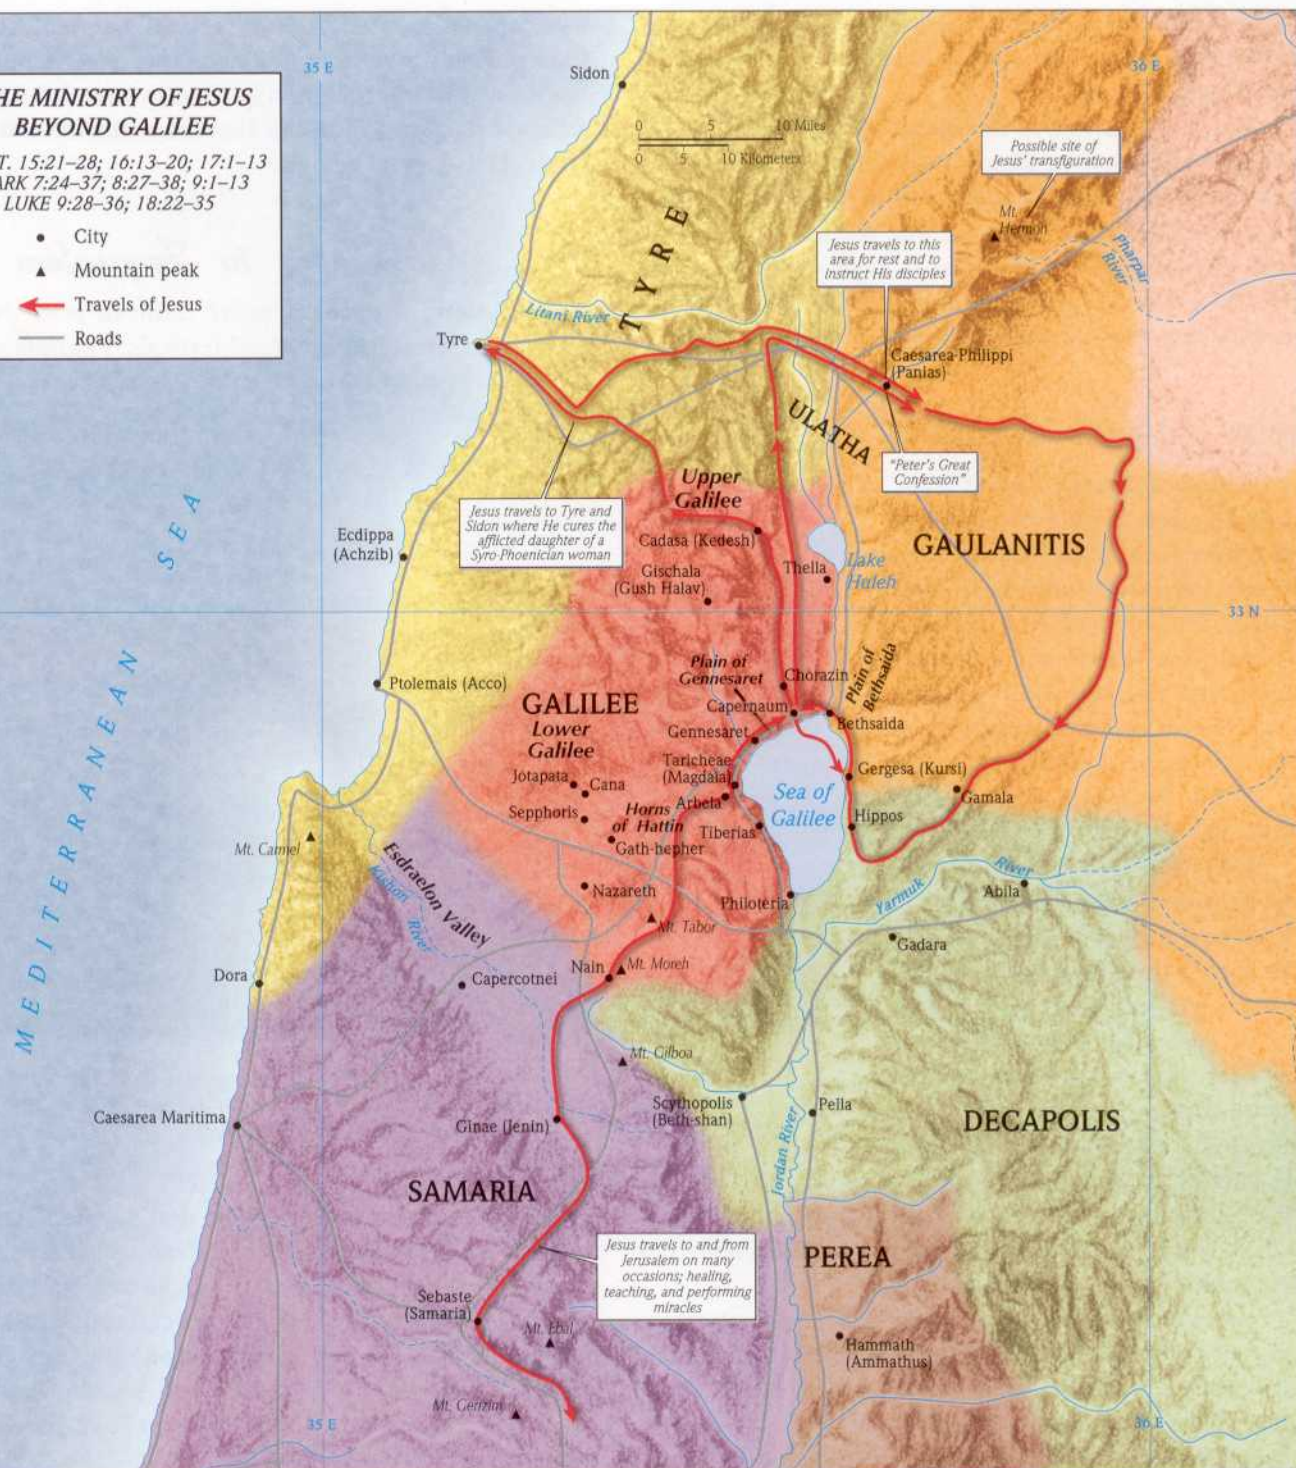 HE MINISTRY OF JESUS
BEYOND GALILEE
T. 15:21–28; 16:13–20; 17:1–13
ARK 7:24–37; 8:27–38; 9:1–13
LUKE 9:28–36; 18:22–35
City
Mountain peak
Travels of Jesus
Roads
35 E
36 E
Sidon
0 5 10 Miles
0 5 10 Kilometers
Possible site of
Jesus' transfiguration
Mt.
Hermon
Pharpar
River
Jesus travels to this
area for rest and to
instruct His disciples
TYRE
Litani River
Tyre
Caesarea-Philippi
(Panias)
ULATHA
"Peter's Great
Confession"
Upper
Galilee
Jesus travels to Tyre and
Sidon where He cures the
afflicted daughter of a
Syro-Phoenician woman
Cadasa (Kedesh)
GAULANITIS
Ecdippa
(Achzib)
Gischala
(Gush Halav)
Thella
Lake
Huleh
33 N
MEDITERRANEAN SEA
Plain of
Gennesaret
Chorazin
Plain of
Bethsaida
Ptolemais (Acco)
GALILEE
Lower
Galilee
Capernaum
Bethsaida
Gennesaret
Taricheae
(Magdala)
Gergesa (Kursi)
Jotapata
Cana
Sea of
Galilee
Gamala
Arbela
Sepphoris
Horns
of Hattin
Tiberias
Hippos
Gath-hepher
Mt. Carmel
Esdraelon Valley
Kishon
River
Nazareth
Philoteria
Yarmuk
River
Abila
Mt. Tabor
Gadara
Nain
Mt. Moreh
Dora
Capercotnei
Mt. Gilboa
Scythopolis
(Beth-shan)
Pella
Caesarea Maritima
Ginae (Jenin)
DECAPOLIS
Jordan River
SAMARIA
Jesus travels to and from
Jerusalem on many
occasions; healing,
teaching, and performing
miracles
PEREA
Sebaste
(Samaria)
Mt. Ebal
Hammath
(Ammathus)
Mt. Gerizim
35 E
36 E